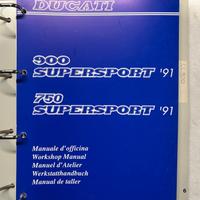 DUCATI
900
SUPERSPORT '91
750
SUPERSPORT '91
Manuale d'officina
Workshop Manual
Manuel d'Atelier
Werkstatthandbuch
Manual de taller